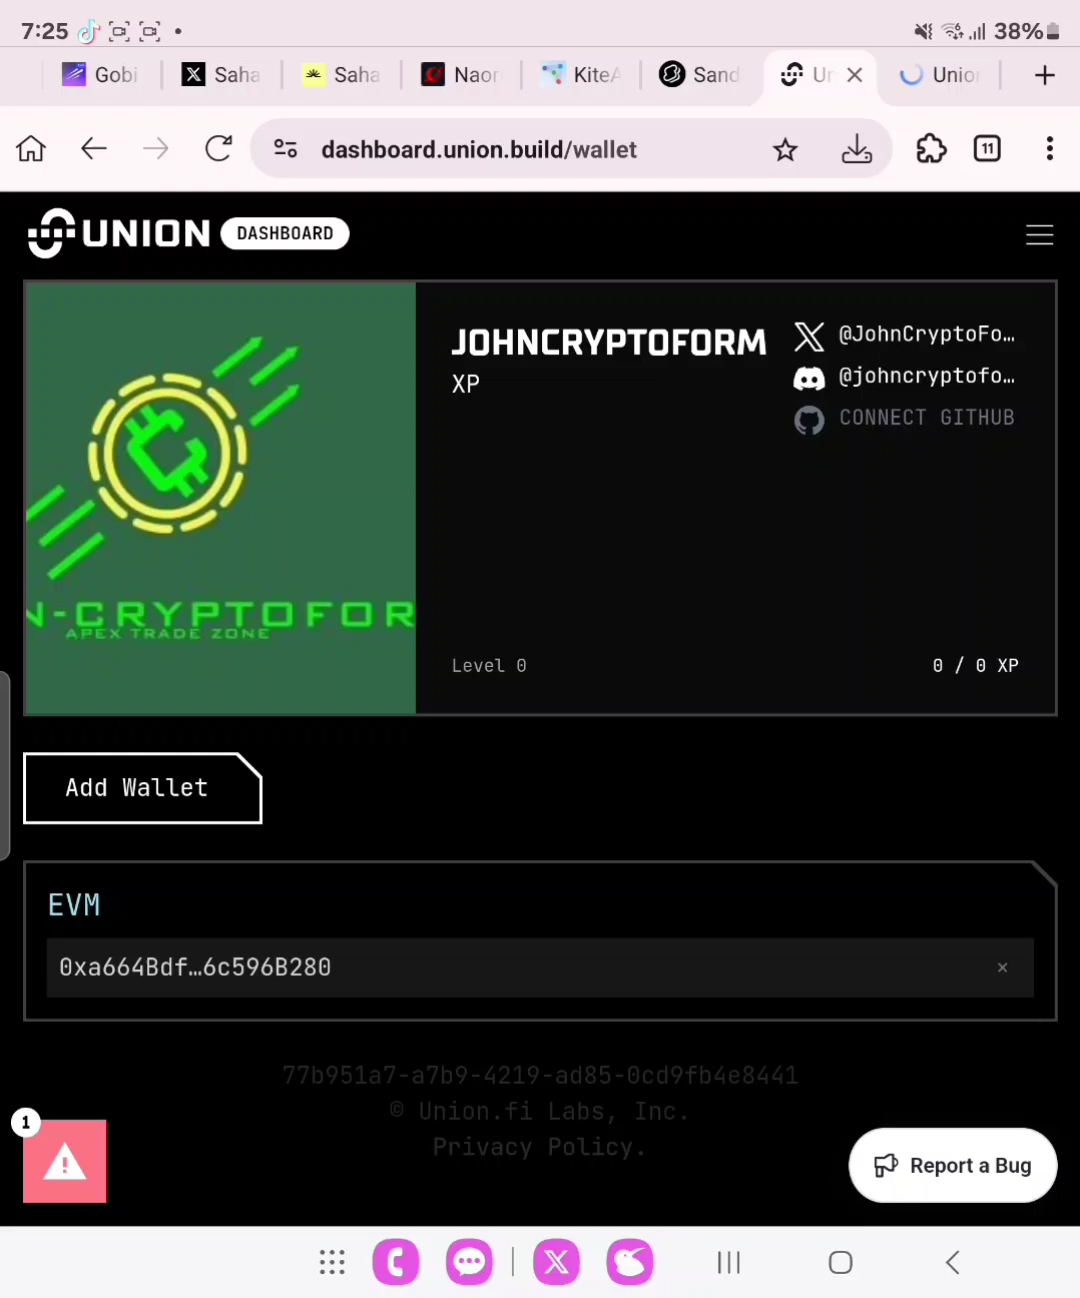 7:25
38%
Gobi
Saha
Saha
Naor
KiteA
Sand
Ur
Union
dashboard.union.build/wallet
11
UNION DASHBOARD
JOHNCRYPTOFORM
XP
@JohnCryptoFo…
@johncryptofo…
CONNECT GITHUB
N-CRYPTOFOR
APEX TRADE ZONE
Level 0
0 / 0 XP
Add Wallet
EVM
0xa664Bdf…6c596B280
77b951a7-a7b9-4219-ad85-0cd9fb4e8441
© Union.fi Labs, Inc.
Privacy Policy.
1
Report a Bug